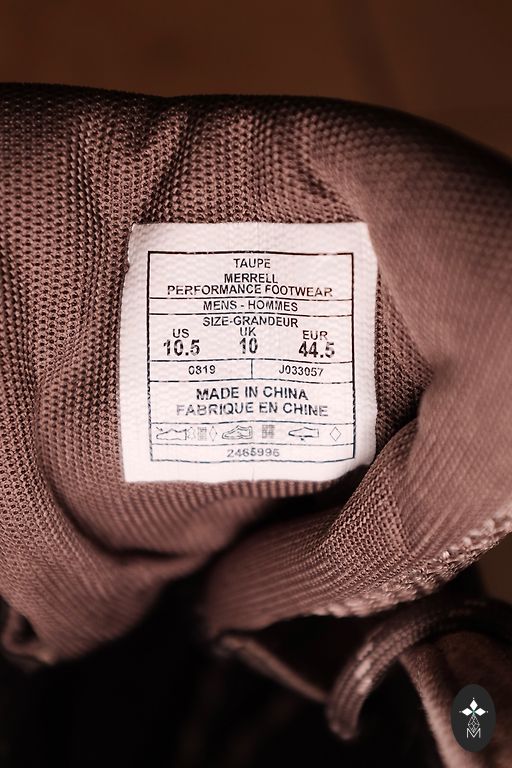 TAUPE
MERRELL
PERFORMANCE FOOTWEAR
MENS - HOMMES
SIZE-GRANDEUR
US UK EUR
10.5 10 44.5
0819 J033057
MADE IN CHINA
FABRIQUE EN CHINE
2465996
M